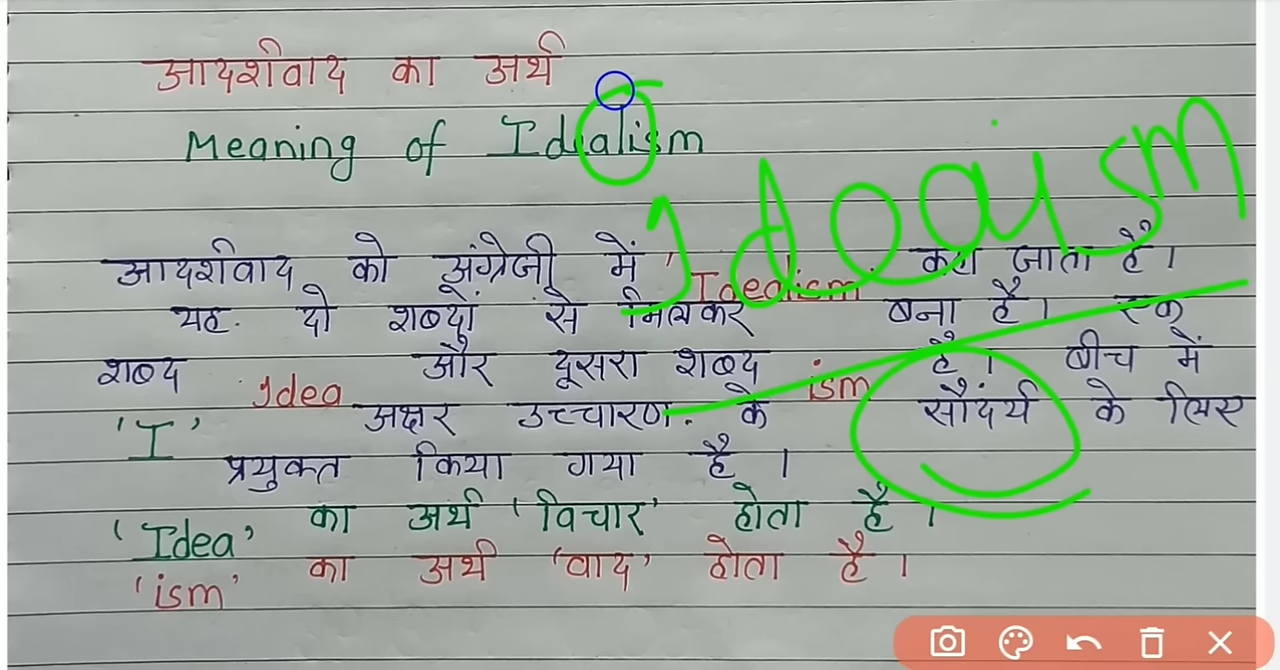 आदर्शवाद का अर्थ
Meaning of Idealism
Ideaism
आदर्शवाद को अंग्रेजी में 'Idealism' कहा जाता है।
यह दो शब्दों से मिलकर बना है। एक
शब्द Idea और दूसरा शब्द ism है। बीच में
'I' अक्षर उच्चारण के सौंदर्य के लिए
प्रयुक्त किया गया है।
'Idea' का अर्थ 'विचार' होता है।
'ism' का अर्थ 'वाद' होता है।